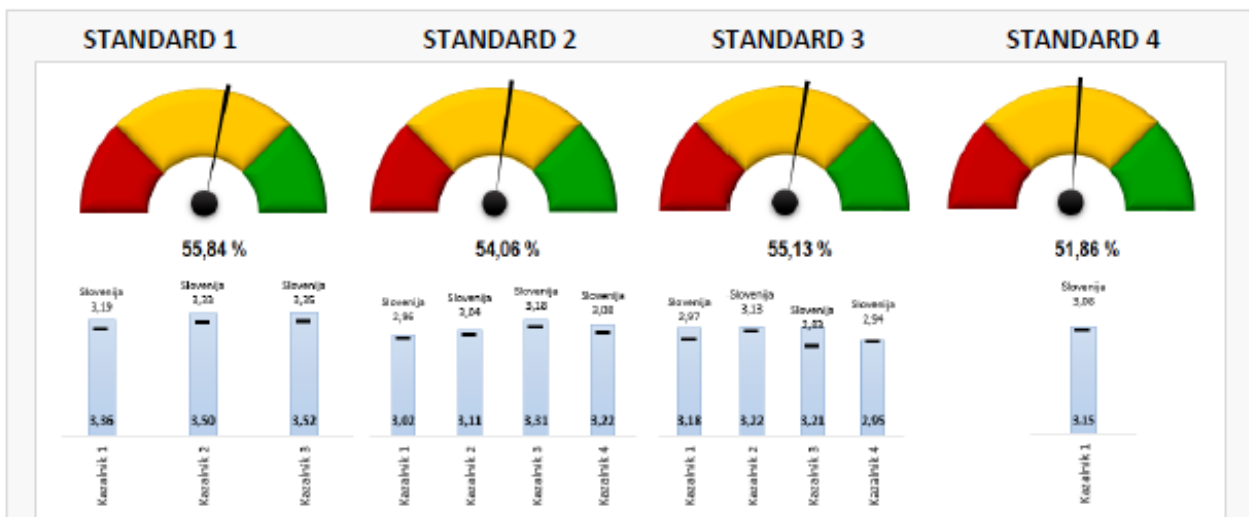 STANDARD 1
STANDARD 2
STANDARD 3
STANDARD 4
55,84 %
54,06 %
55,13 %
51,86 %
Slovenija
3,19
Slovenija
Slovenija
Slovenija
2,96
Slovenija
3,04
Slovenija
3,18
Slovenija
3,08
Slovenija
2,97
Slovenija
3,13
Slovenija
Slovenija
2,94
Slovenija
3,36
3,50
3,52
3,02
3,11
3,31
3,22
3,18
3,22
3,21
2,95
3,15
Kazalnik 1
Kazalnik 2
Kazalnik 3
Kazalnik 1
Kazalnik 2
Kazalnik 3
Kazalnik 4
Kazalnik 1
Kazalnik 2
Kazalnik 3
Kazalnik 4
Kazalnik 1